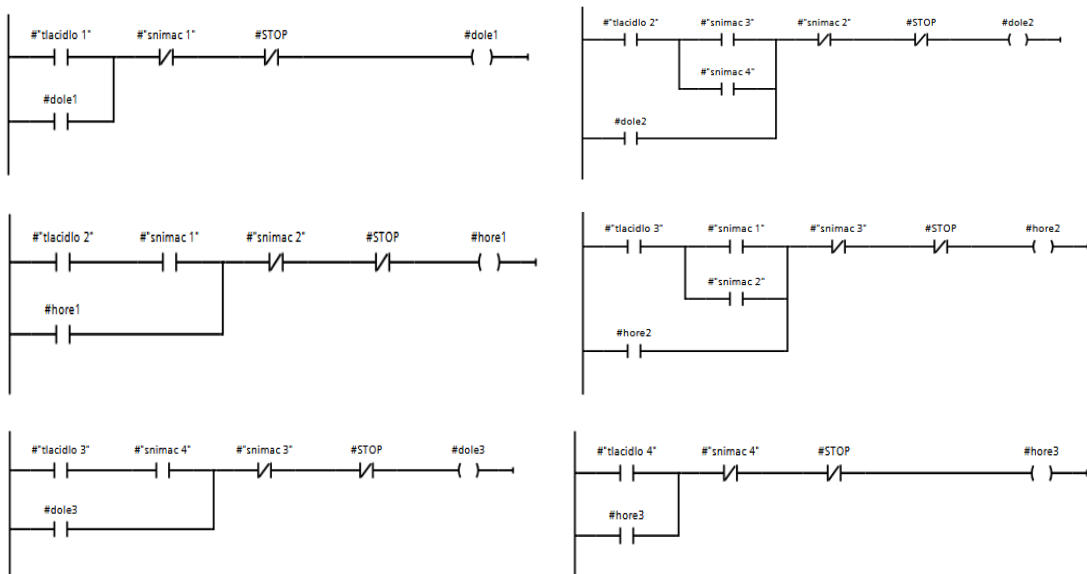 #"tlacidlo 1" #"snimac 1" #STOP #dole1
#dole1
#"tlacidlo 2" #"snimac 3" #"snimac 2" #STOP #dole2
#"snimac 4"
#dole2
#"tlacidlo 2" #"snimac 1" #"snimac 2" #STOP #hore1
#hore1
#"tlacidlo 3" #"snimac 1" #"snimac 3" #STOP #hore2
#"snimac 2"
#hore2
#"tlacidlo 3" #"snimac 4" #"snimac 3" #STOP #dole3
#dole3
#"tlacidlo 4" #"snimac 4" #STOP #hore3
#hore3